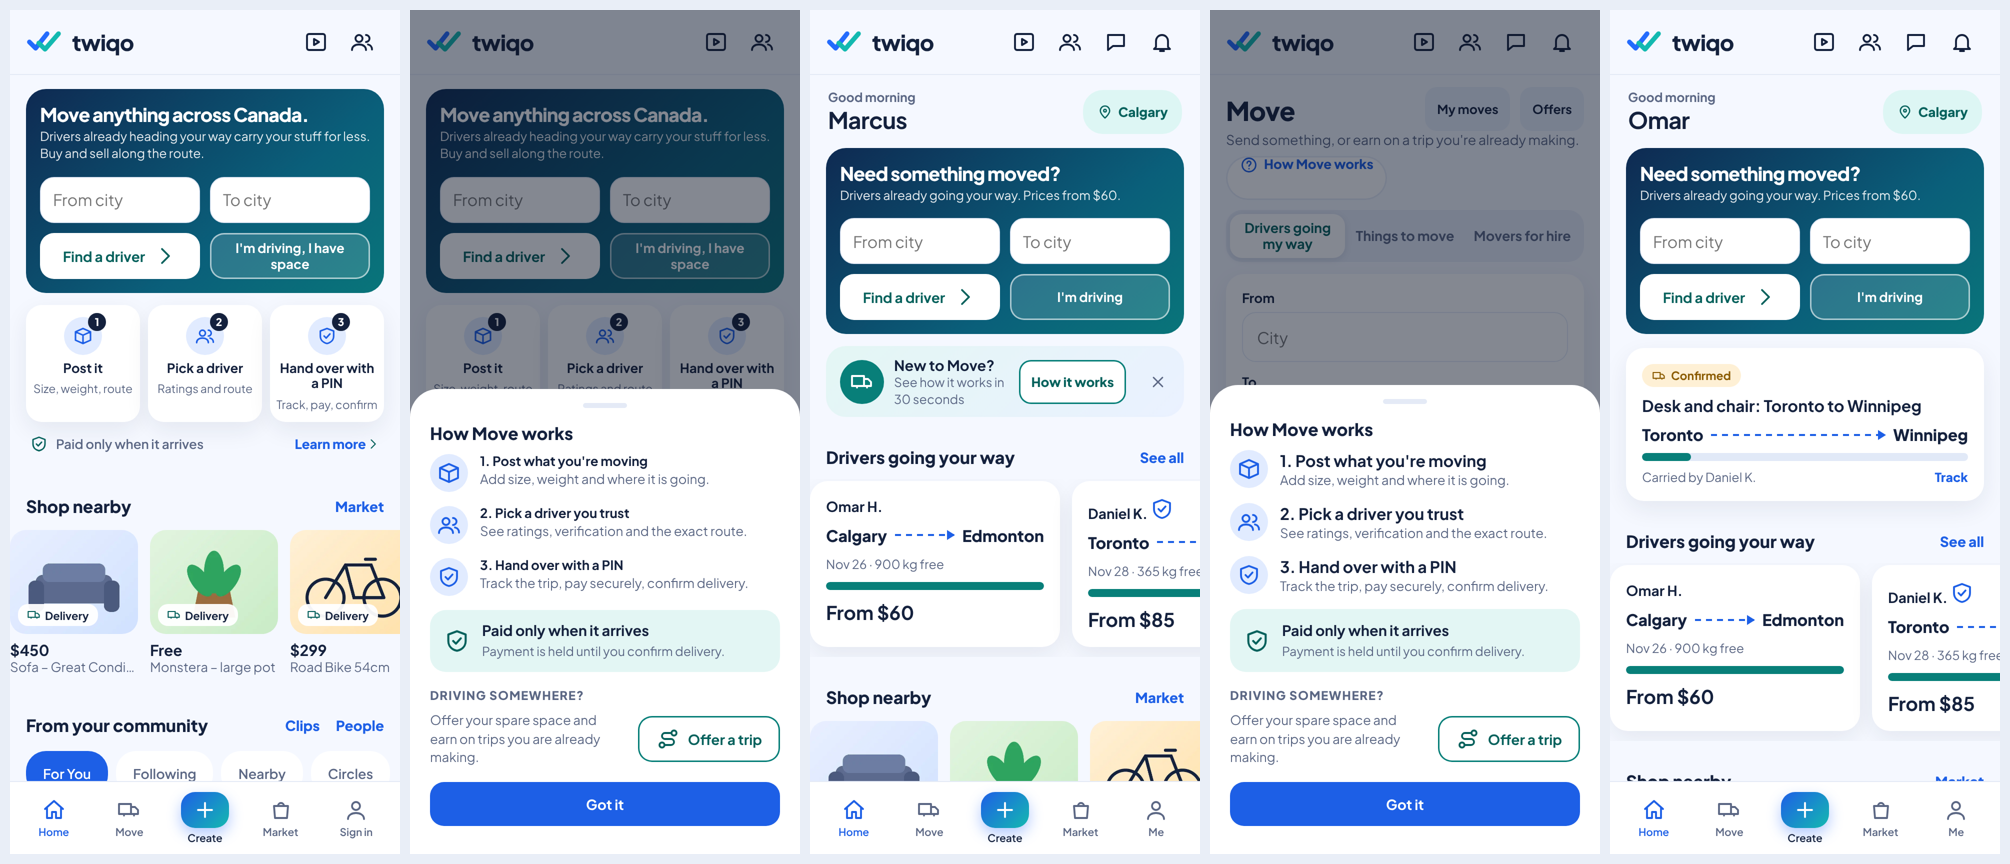 twiqo
Move anything across Canada.
Drivers already heading your way carry your stuff for less.
Buy and sell along the route.
From city
To city
Find a driver
I'm driving, I have
space
1
2
3
Post it
Size, weight, route
Pick a driver
Ratings and route
Hand over with
a PIN
Track, pay, confirm
Paid only when it arrives
Learn more
Shop nearby
Market
Delivery
Delivery
Delivery
$450
Sofa – Great Condi...
Free
Monstera – large pot
$299
Road Bike 54cm
From your community
Clips
People
For You
Following
Nearby
Circles
Home
Move
Create
Market
Sign in
twiqo
Move anything across Canada.
Drivers already heading your way carry your stuff for less.
Buy and sell along the route.
From city
To city
Find a driver
I'm driving, I have
space
1
2
3
Post it
Size, weight, route
Pick a driver
Ratings and route
Hand over with
a PIN
How Move works
1. Post what you're moving
Add size, weight and where it is going.
2. Pick a driver you trust
See ratings, verification and the exact route.
3. Hand over with a PIN
Track the trip, pay securely, confirm delivery.
Paid only when it arrives
Payment is held until you confirm delivery.
DRIVING SOMEWHERE?
Offer your spare space and
earn on trips you are already
making.
Offer a trip
Got it
twiqo
Good morning
Marcus
Calgary
Need something moved?
Drivers already going your way. Prices from $60.
From city
To city
Find a driver
I'm driving
New to Move?
See how it works in
30 seconds
How it works
Drivers going your way
See all
Omar H.
Calgary
Edmonton
Nov 26 · 900 kg free
From $60
Daniel K.
Toronto
Nov 28 · 365 kg free
From $85
Shop nearby
Market
Home
Move
Create
Market
Me
twiqo
Move
My moves
Offers
Send something, or earn on a trip you're already making.
How Move works
Drivers going
my way
Things to move
Movers for hire
From
City
To
How Move works
1. Post what you're moving
Add size, weight and where it is going.
2. Pick a driver you trust
See ratings, verification and the exact route.
3. Hand over with a PIN
Track the trip, pay securely, confirm delivery.
Paid only when it arrives
Payment is held until you confirm delivery.
DRIVING SOMEWHERE?
Offer your spare space and
earn on trips you are already
making.
Offer a trip
Got it
twiqo
Good morning
Omar
Calgary
Need something moved?
Drivers already going your way. Prices from $60.
From city
To city
Find a driver
I'm driving
Confirmed
Desk and chair: Toronto to Winnipeg
Toronto
Winnipeg
Carried by Daniel K.
Track
Drivers going your way
See all
Omar H.
Calgary
Edmonton
Nov 26 · 900 kg free
From $60
Daniel K.
Toronto
Nov 28 · 365 kg free
From $85
Shop nearby
Market
Home
Move
Create
Market
Me